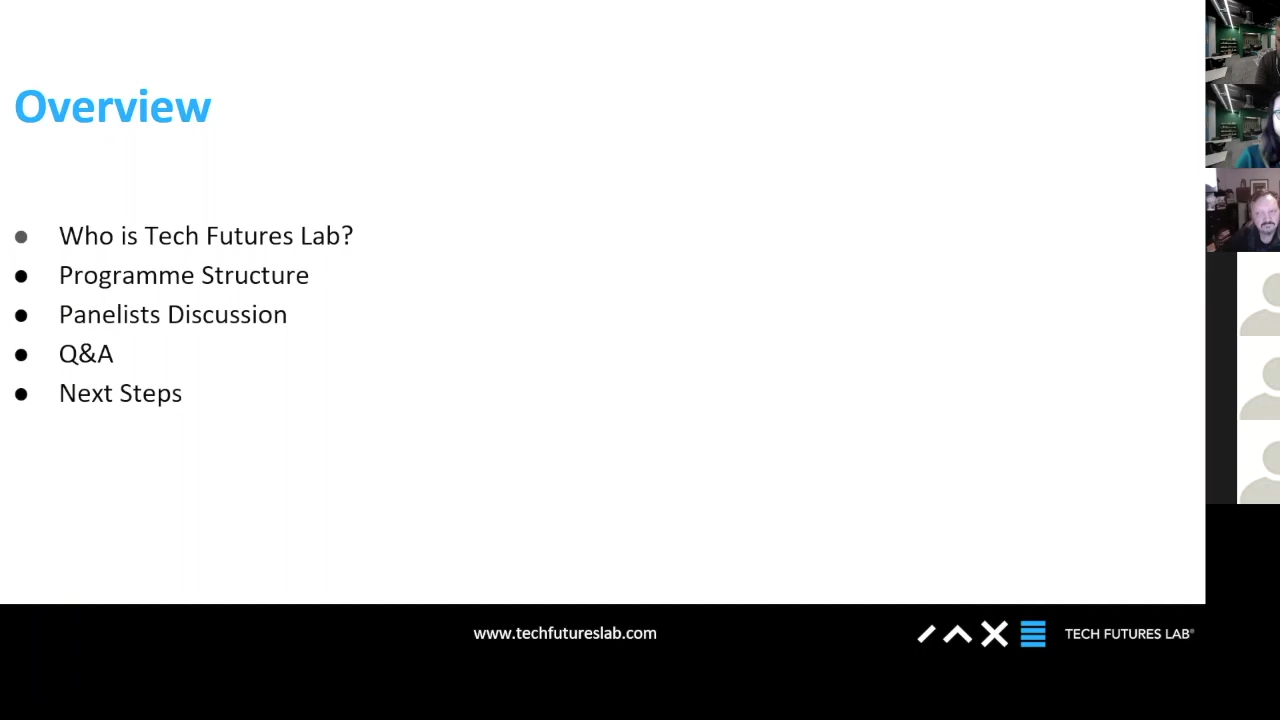 Overview
● Who is Tech Futures Lab?
● Programme Structure
● Panelists Discussion
● Q&A
● Next Steps
www.techfutureslab.com
TECH FUTURES LAB®